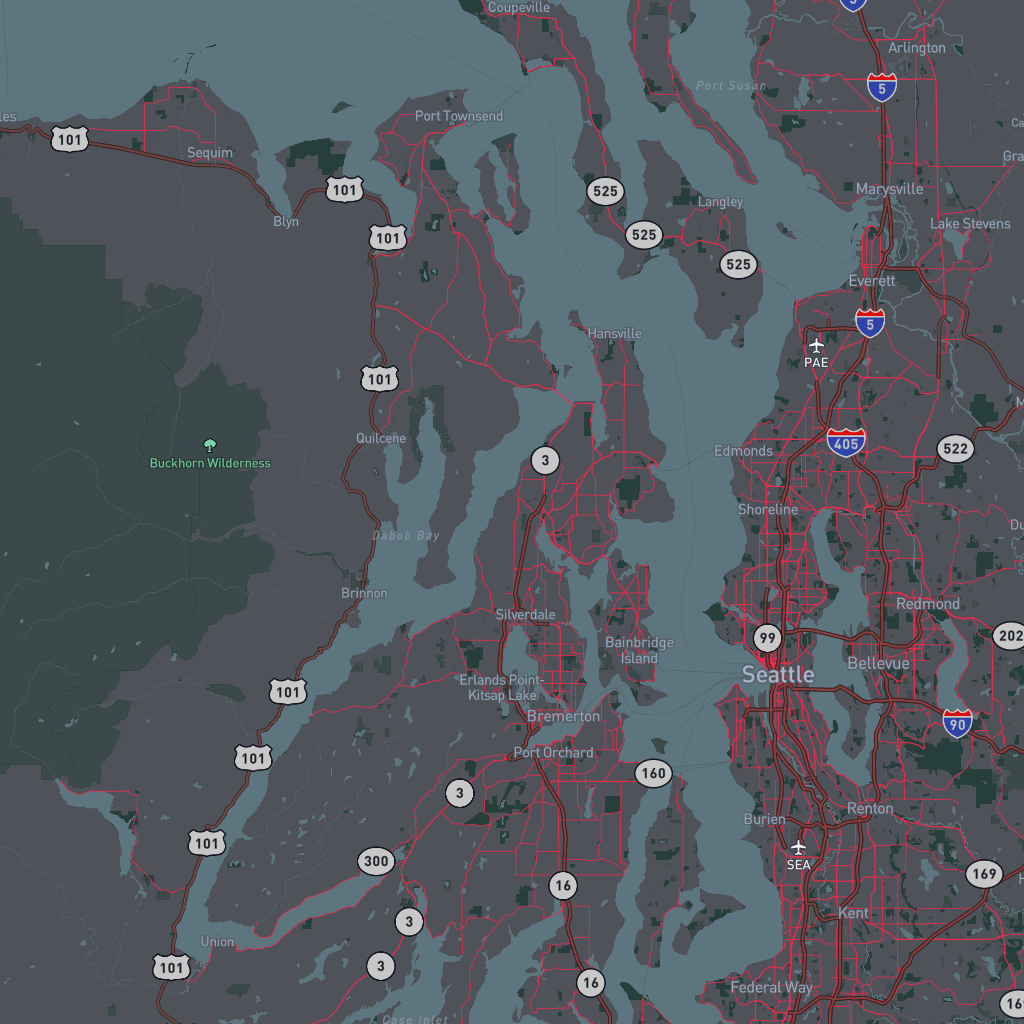 Coupeville
5
Arlington
Port Susan
5
Port Townsend
les
101
Sequim
101
525
Marysville
Langley
Blyn
Lake Stevens
101
525
525
Everett
5
Hansville
PAE
101
Quilcene
405
522
Edmonds
3
Buckhorn Wilderness
Shoreline
Dabob Bay
Brinnon
Redmond
Silverdale
99
202
Bainbridge
Island
Bellevue
Seattle
Erlands Point-
Kitsap Lake
101
Bremerton
90
Port Orchard
101
160
3
Renton
Burien
101
SEA
300
169
16
Kent
3
Union
101
3
16
Federal Way
Case Inlet